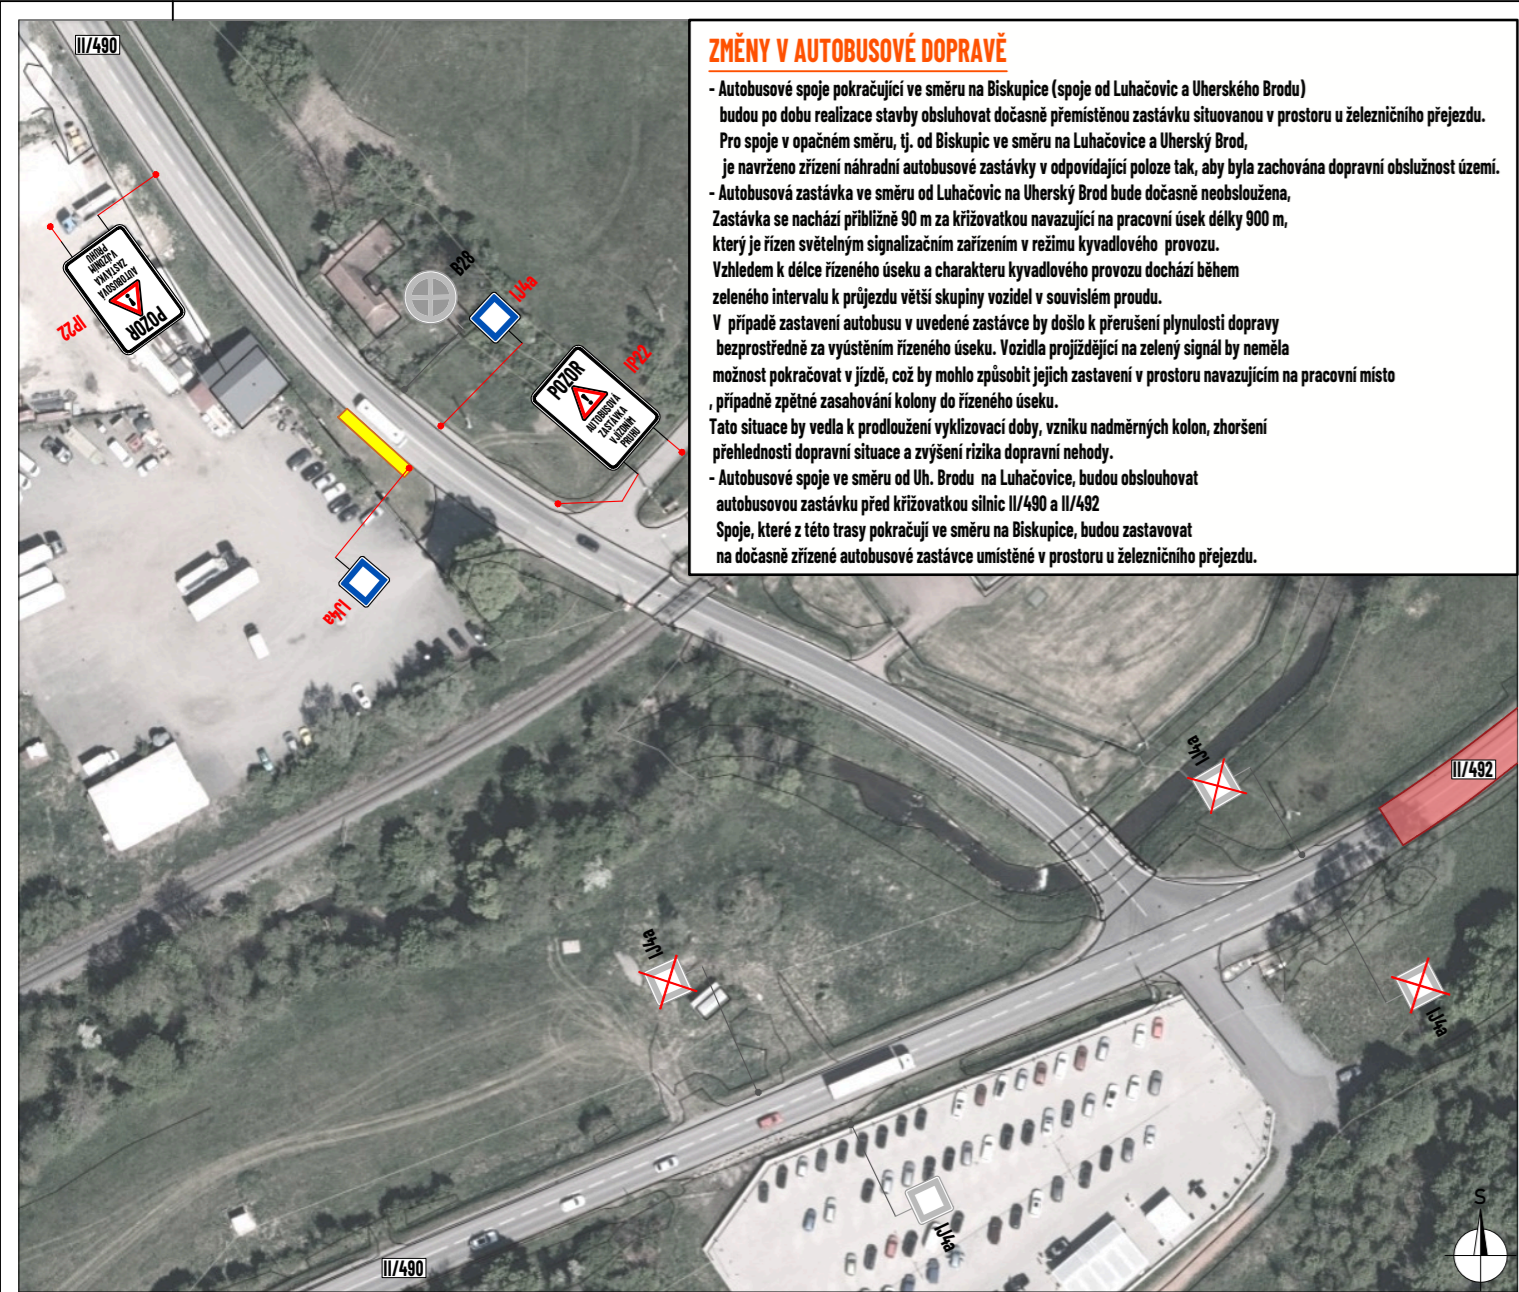 II/490
ZMĚNY V AUTOBUSOVÉ DOPRAVĚ
- Autobusové spoje pokračující ve směru na Biskupice (spoje od Luhačovic a Uherského Brodu)
budou po dobu realizace stavby obsluhovat dočasně přemístěnou zastávku situovanou v prostoru u železničního přejezdu.
Pro spoje v opačném směru, tj. od Biskupic ve směru na Luhačovice a Uherský Brod,
je navrženo zřízení náhradní autobusové zastávky v odpovídající poloze tak, aby byla zachována dopravní obslužnost území.
- Autobusová zastávka ve směru od Luhačovic na Uherský Brod bude dočasně neobsloužena,
Zastávka se nachází přibližně 90 m za křižovatkou navazující na pracovní úsek délky 900 m,
který je řízen světelným signalizačním zařízením v režimu kyvadlového provozu.
Vzhledem k délce řízeného úseku a charakteru kyvadlového provozu dochází během
zeleného intervalu k průjezdu větší skupiny vozidel v souvislém proudu.
V případě zastavení autobusu v uvedené zastávce by došlo k přerušení plynulosti dopravy
bezprostředně za vyústěním řízeného úseku. Vozidla projíždějící na zelený signál by neměla
možnost pokračovat v jízdě, což by mohlo způsobit jejich zastavení v prostoru navazujícím na pracovní místo
, případně zpětné zasahování kolony do řízeného úseku.
Tato situace by vedla k prodloužení vyklizovací doby, vzniku nadměrných kolon, zhoršení
přehlednosti dopravní situace a zvýšení rizika dopravní nehody.
- Autobusové spoje ve směru od Uh. Brodu na Luhačovice, budou obslouhovat
autobusovou zastávku před křižovatkou silnic II/490 a II/492
Spoje, které z této trasy pokračují ve směru na Biskupice, budou zastavovat
na dočasně zřízené autobusové zastávce umístěné v prostoru u železničního přejezdu.
POZOR
AUTOBUSOVÁ
ZASTÁVKA
V JÍZDNÍM
PRUHU
IP22
B28
IJ4a
POZOR
AUTOBUSOVÁ
ZASTÁVKA
V JÍZDNÍM
PRUHU
IP22
IJ4a
IJ4a
II/492
IJ4a
IJ4a
IJ4a
II/490
S